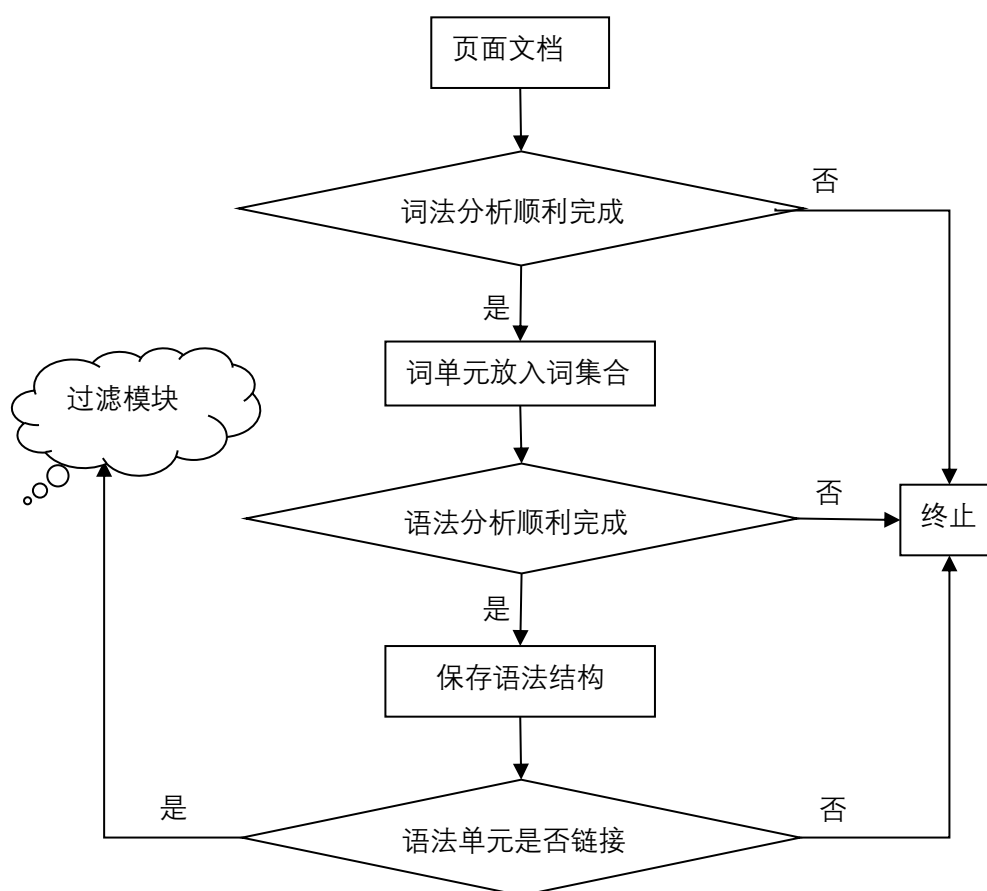 页面文档
否
词法分析顺利完成
是
词单元放入词集合
过滤模块
否
语法分析顺利完成
终止
是
保存语法结构
是
否
语法单元是否链接